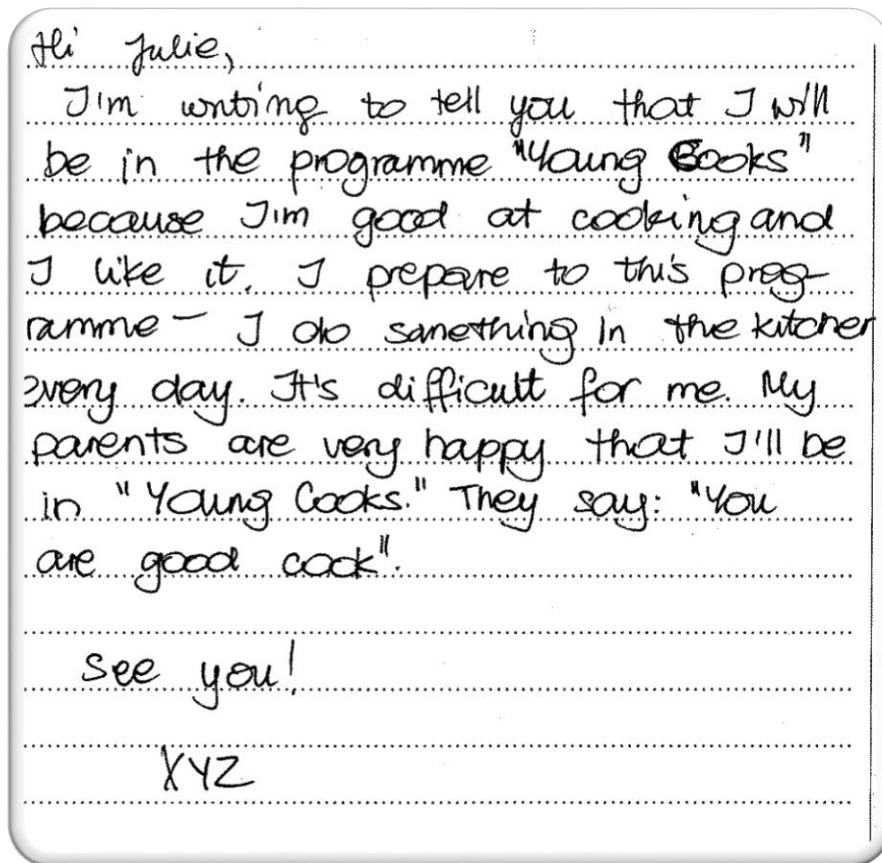 Hi Julie,
I'm writing to tell you that I will
be in the programme "Young Cooks"
because I'm good at cooking and
I like it. I prepare to this prog-
ramme – I do something in the kitchen
every day. It's difficult for me. My
parents are very happy that I'll be
in "Young Cooks." They say: "You
are good cook".
See you!
XYZ